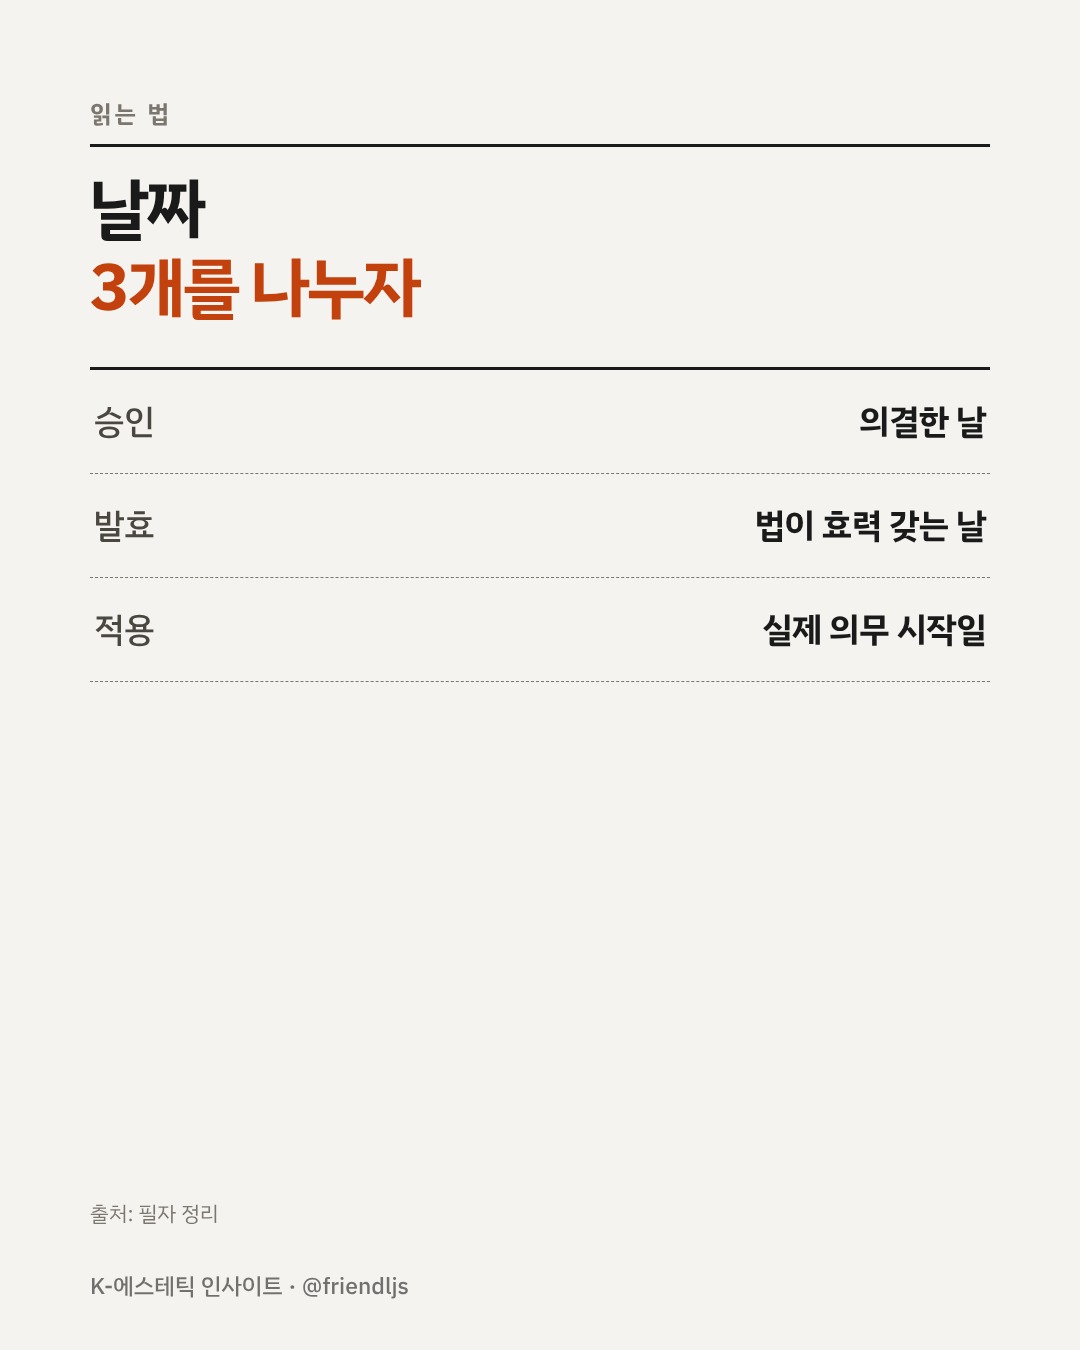 읽는 법
날짜
3개를 나누자
승인 의결한 날
발효 법이 효력 갖는 날
적용 실제 의무 시작일
출처: 필자 정리
K-에스테틱 인사이트 · @friendljs